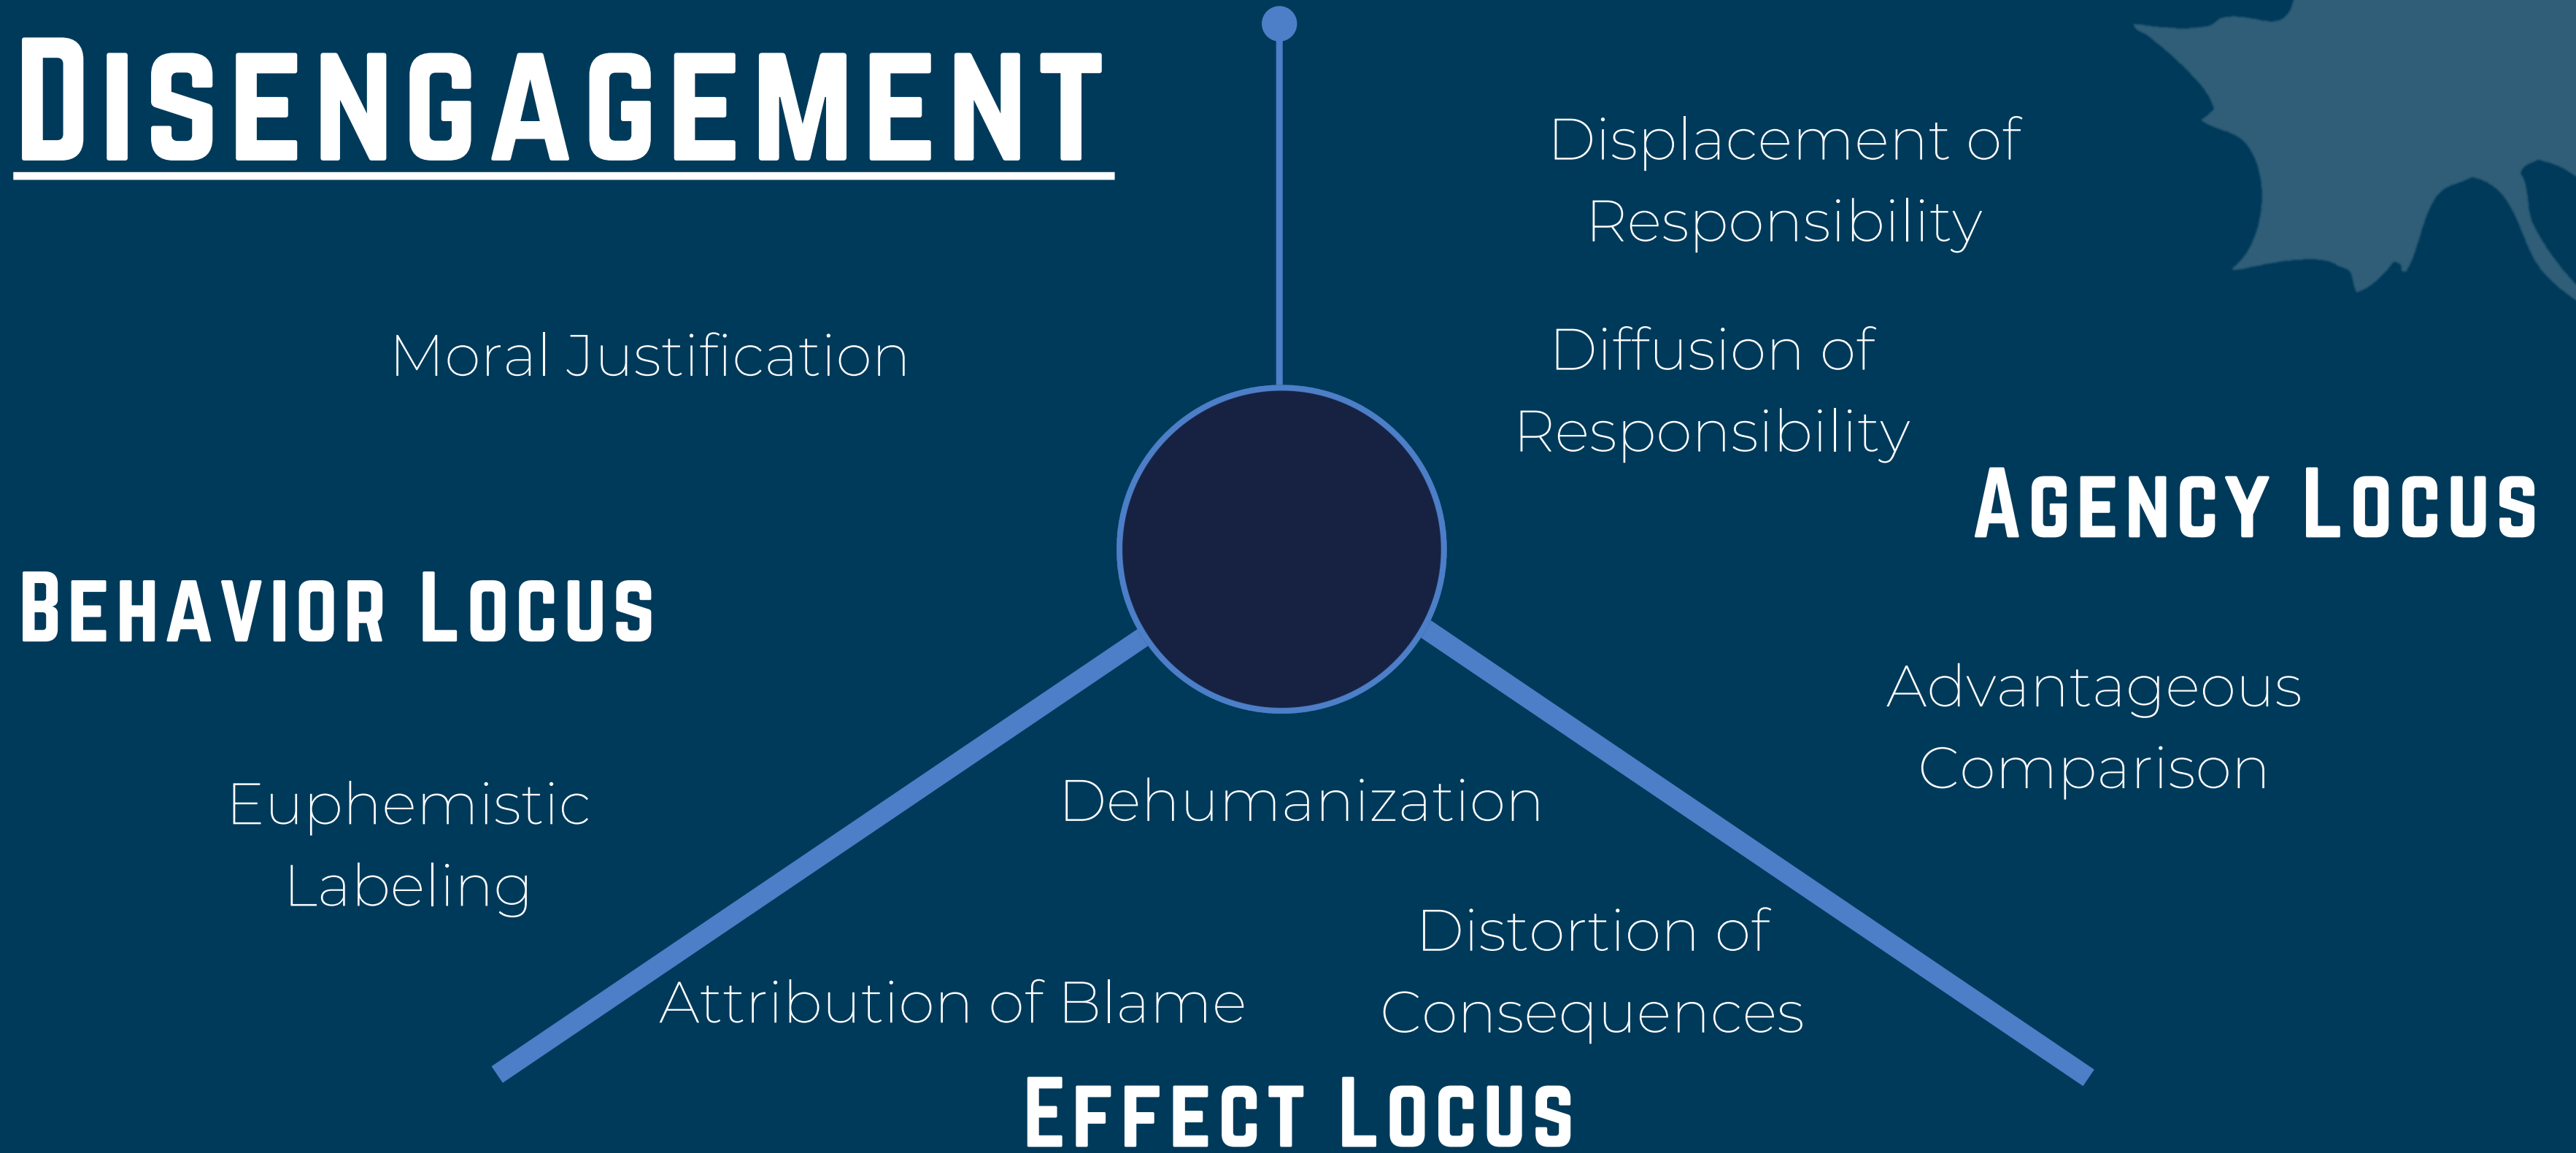 DISENGAGEMENT
Displacement of
Responsibility
Moral Justification
Diffusion of
Responsibility
AGENCY LOCUS
BEHAVIOR LOCUS
Advantageous
Comparison
Euphemistic
Labeling
Dehumanization
Distortion of
Consequences
Attribution of Blame
EFFECT LOCUS